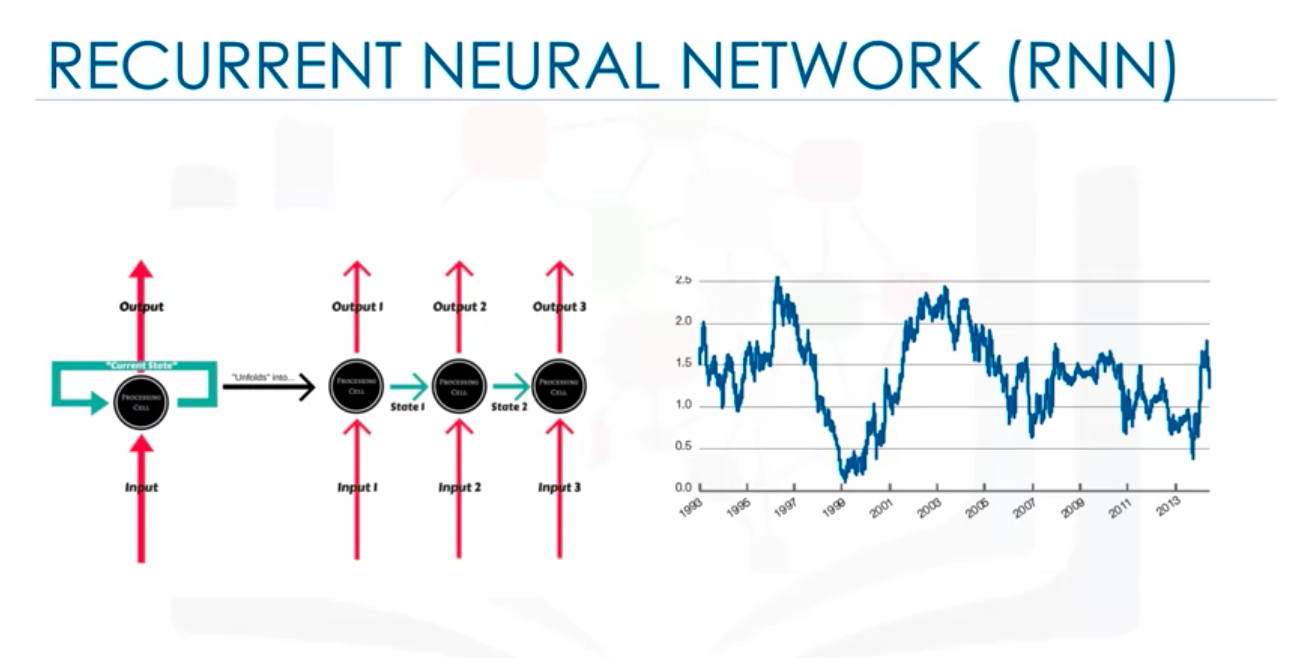 RECURRENT NEURAL NETWORK (RNN)
Output
"Current State"
PROCESSING
CELL
Input
"Unfolds" into...
Output 1
Output 2
Output 3
PROCESSING
CELL
PROCESSING
CELL
PROCESSING
CELL
State 1
State 2
Input 1
Input 2
Input 3
2.5
2.0
1.5
1.0
0.5
0.0
1993
1995
1997
1999
2001
2003
2005
2007
2009
2011
2013